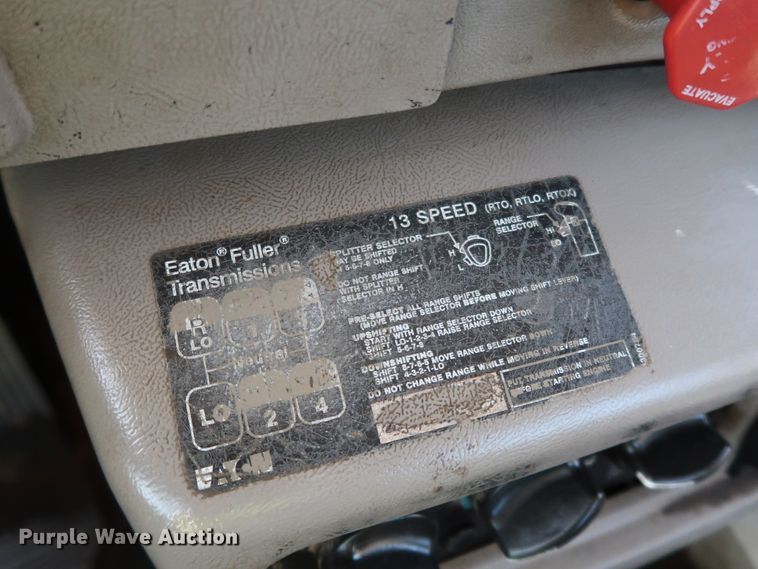 PPLY
EVACUATE
13 SPEED (RTO, RTLO, RTOX)
Eaton® Fuller®
Transmissions
SPLITTER SELECTOR
MAY BE SHIFTED
5-6-7-8 ONLY
DO NOT RANGE SHIFT
WITH SPLITTER
SELECTOR IN H
H
L
RANGE
SELECTOR
HI
LO
PRE-SELECT ALL RANGE SHIFTS
(MOVE RANGE SELECTOR BEFORE MOVING SHIFT LEVER)
UPSHIFTING
START WITH RANGE SELECTOR DOWN
SHIFT LO-1-2-3-4 RAISE RANGE SELECTOR
SHIFT 5-6-7-8
DOWNSHIFTING
SHIFT 8-7-6-5 MOVE RANGE SELECTOR DOWN
SHIFT 4-3-2-1-LO
DO NOT CHANGE RANGE WHILE MOVING IN REVERSE
PUT TRANSMISSION IN NEUTRAL
BEFORE STARTING ENGINE
R
LO
Neutral
LO 2 4
EATON
Purple Wave Auction